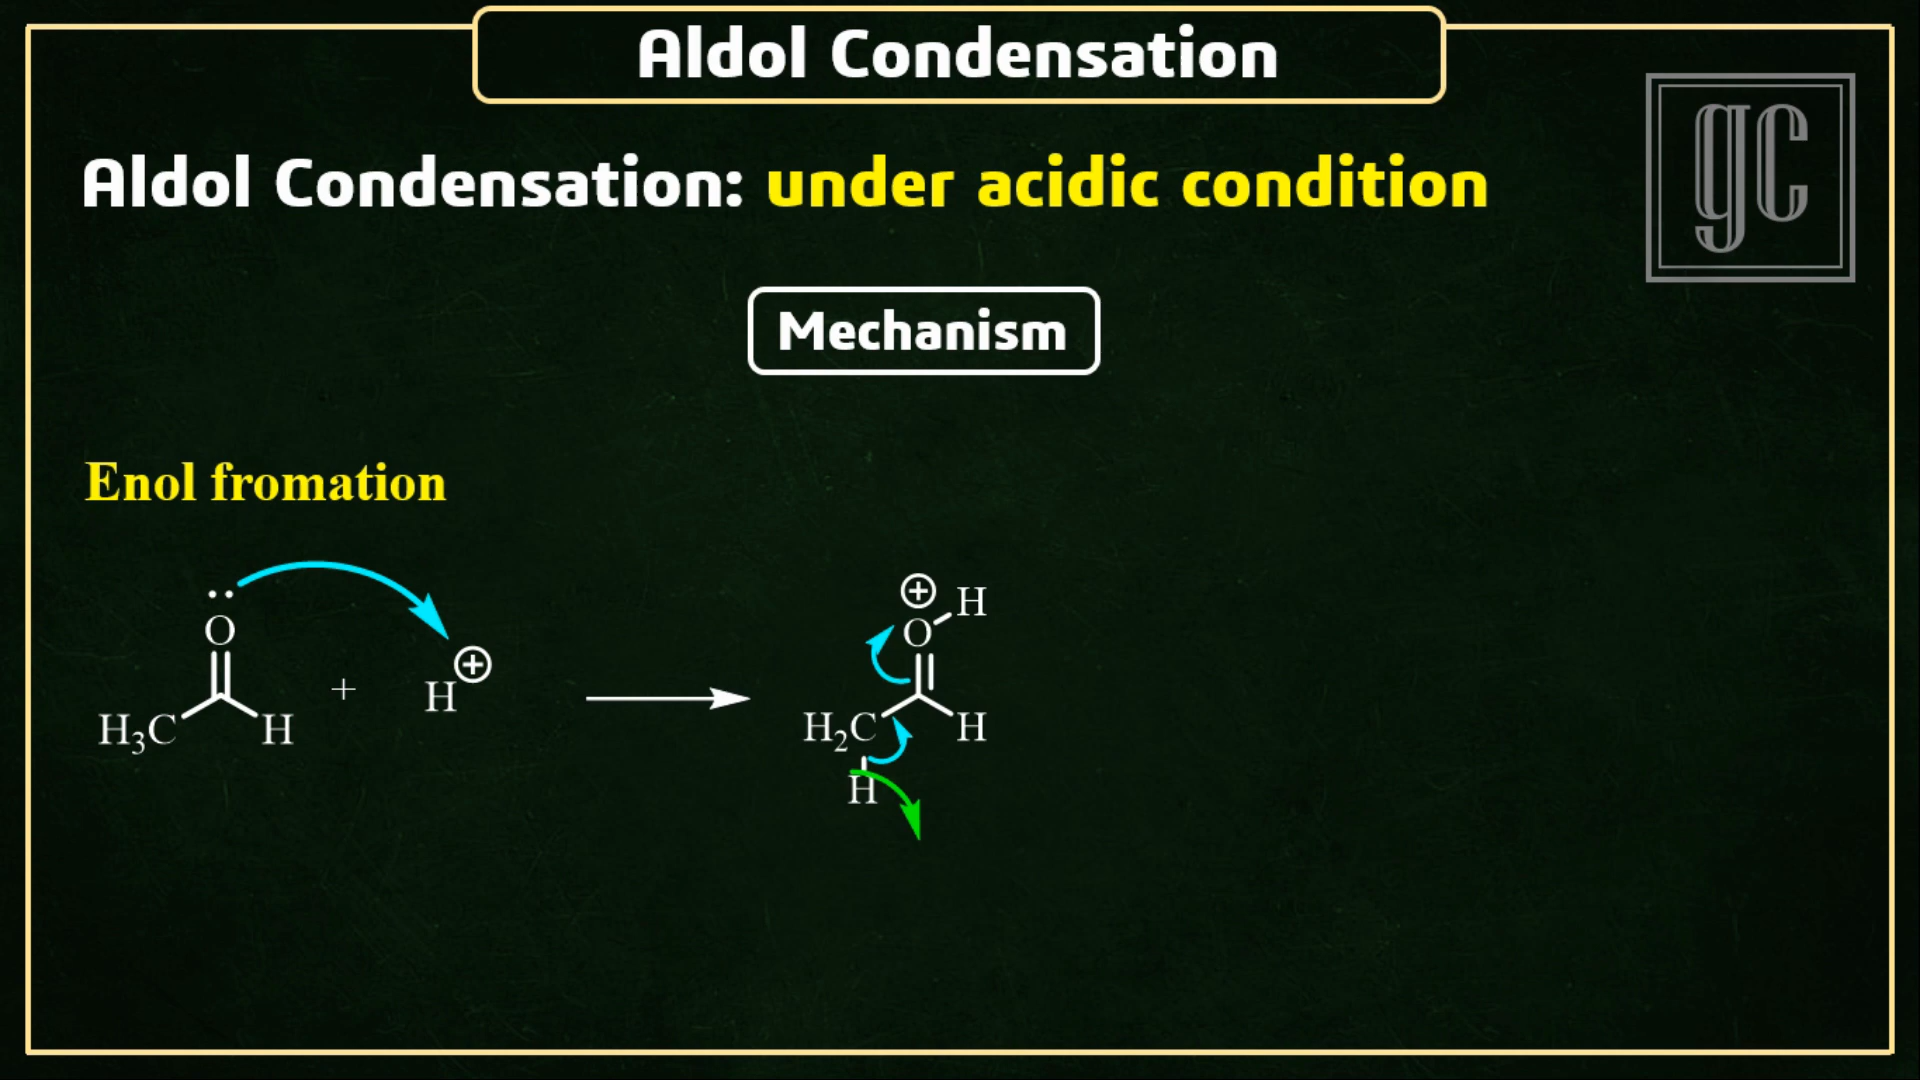 Aldol Condensation
gc
Aldol Condensation: under acidic condition
Mechanism
Enol fromation
O
H₃C
H
+
H
⊕
⊕
H
O
H₂C
H
H